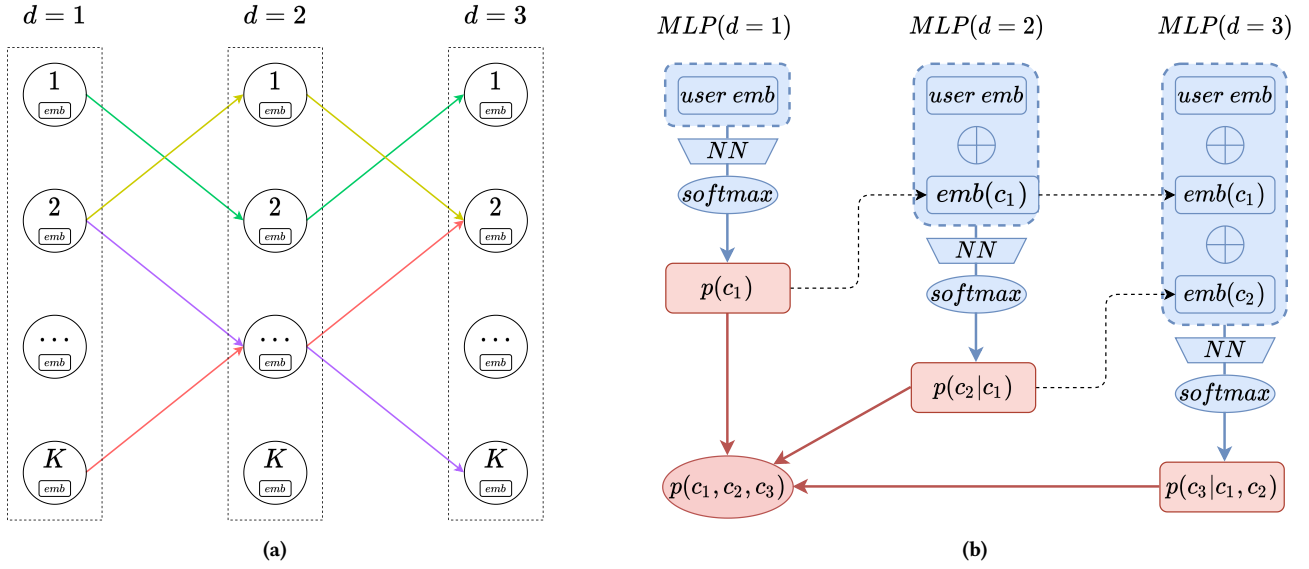 d = 1 d = 2 d = 3
1 1 1
emb emb emb
2 2 2
emb emb emb
... ... ...
emb emb emb
K K K
emb emb emb
(a)
MLP(d = 1) MLP(d = 2) MLP(d = 3)
user emb user emb user emb
NN
softmax emb(c₁) emb(c₁)
NN
p(c₁) softmax emb(c₂)
NN
p(c₂|c₁) softmax
p(c₁, c₂, c₃) p(c₃|c₁, c₂)
(b)